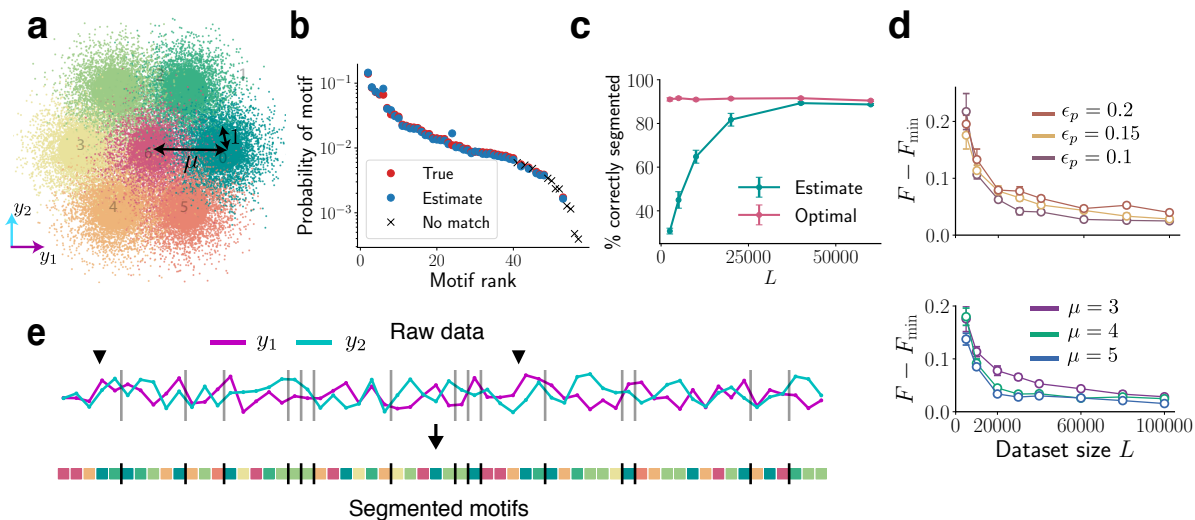 a
1
3
6
1
μ
4
5
y₂
y₁
b
Probability of motif
10⁻¹
10⁻²
10⁻³
True
Estimate
No match
0
20
40
Motif rank
c
% correctly segmented
100
80
60
40
Estimate
Optimal
25000
50000
L
F − Fmin
0.2
0.1
0.0
ϵp = 0.2
ϵp = 0.15
ϵp = 0.1
F − Fmin
0.2
0.1
0.0
μ = 3
μ = 4
μ = 5
0
20000
60000
100000
Dataset size L
d
e
Raw data
y₁
y₂
Segmented motifs